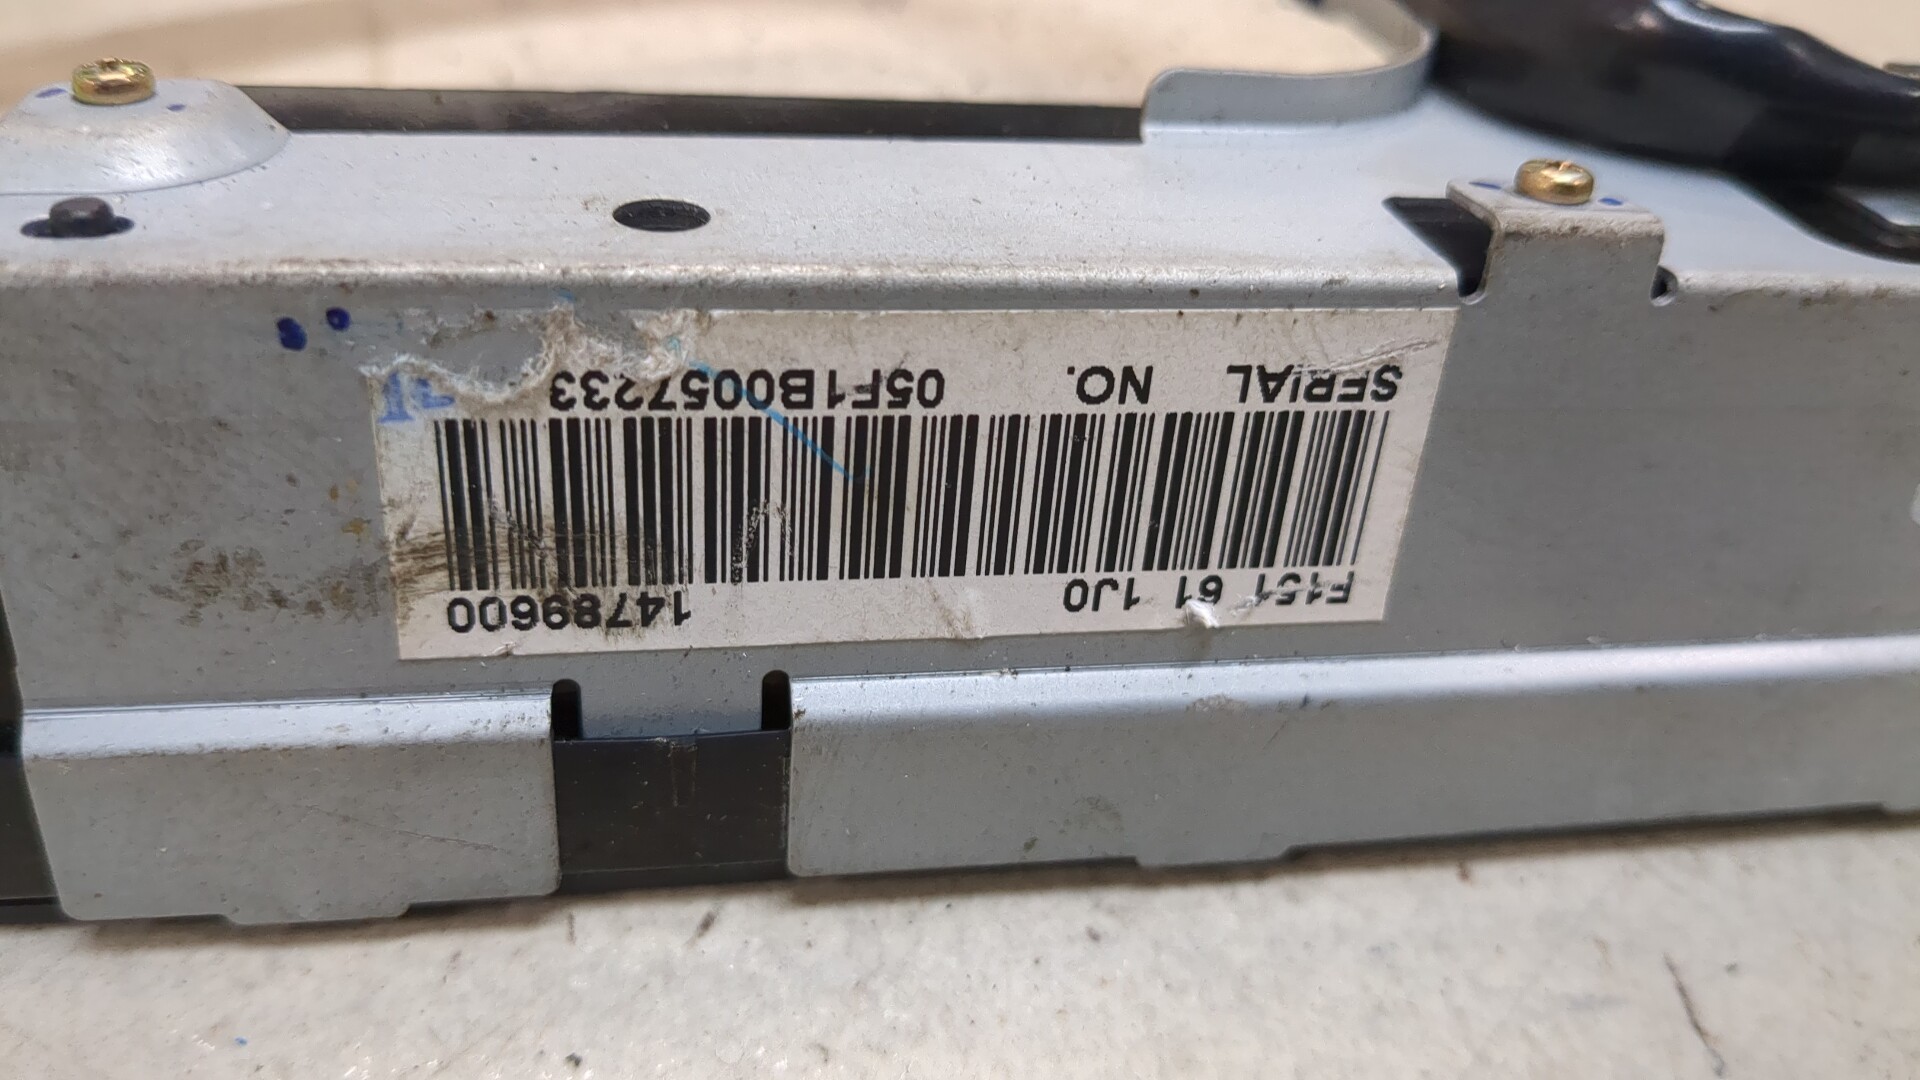 F151 61 1J0 14789600
SERIAL NO. 05F1B0057233